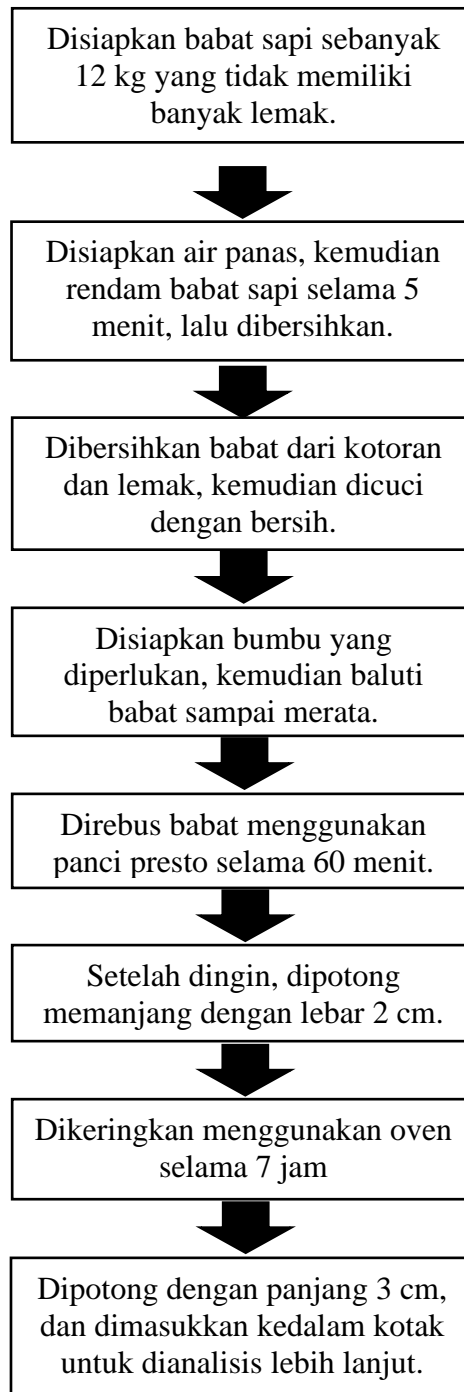 Disiapkan babat sapi sebanyak
12 kg yang tidak memiliki
banyak lemak.
Disiapkan air panas, kemudian
rendam babat sapi selama 5
menit, lalu dibersihkan.
Dibersihkan babat dari kotoran
dan lemak, kemudian dicuci
dengan bersih.
Disiapkan bumbu yang
diperlukan, kemudian baluti
babat sampai merata.
Direbus babat menggunakan
panci presto selama 60 menit.
Setelah dingin, dipotong
memanjang dengan lebar 2 cm.
Dikeringkan menggunakan oven
selama 7 jam
Dipotong dengan panjang 3 cm,
dan dimasukkan kedalam kotak
untuk dianalisis lebih lanjut.